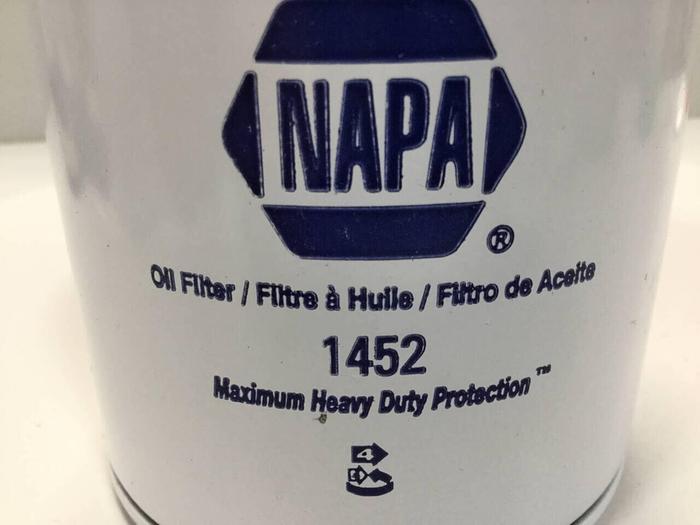 NAPA
®
Oil Filter / Filtre à Huile / Filtro de Aceite
1452
Maximum Heavy Duty Protection™
4